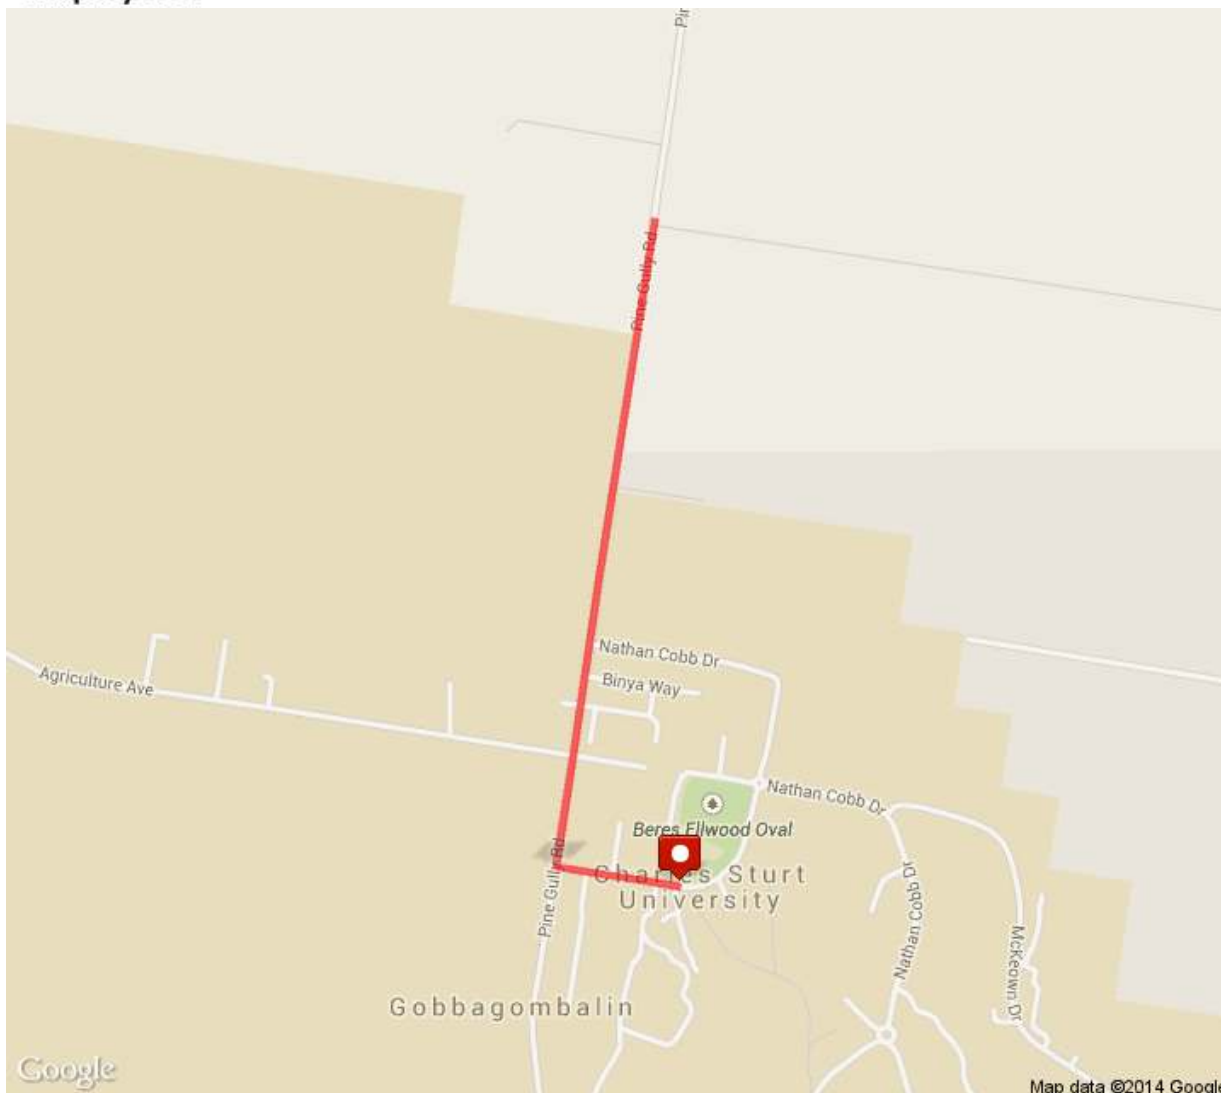 Pine Gully Rd
Nathan Cobb Dr
Binya Way
Agriculture Ave
Nathan Cobb Dr
Beres Ellwood Oval
Charles Sturt
University
Pine Gully Rd
Nathan Cobb Dr
McKeown Dr
Gobbagombalin
Google
Map data ©2014 Google